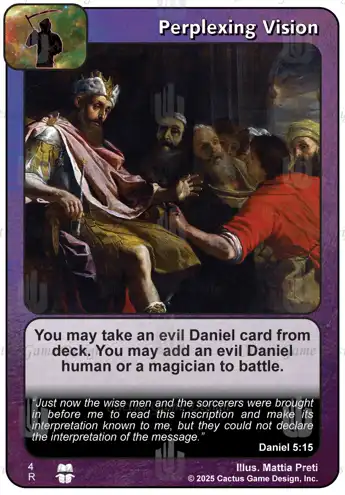 Perplexing Vision
You may take an evil Daniel card from
deck. You may add an evil Daniel
human or a magician to battle.
“Just now the wise men and the sorcerers were brought
in before me to read this inscription and make its
interpretation known to me, but they could not declare
the interpretation of the message.”
Daniel 5:15
4
R
Illus. Mattia Preti
© 2025 Cactus Game Design, Inc.